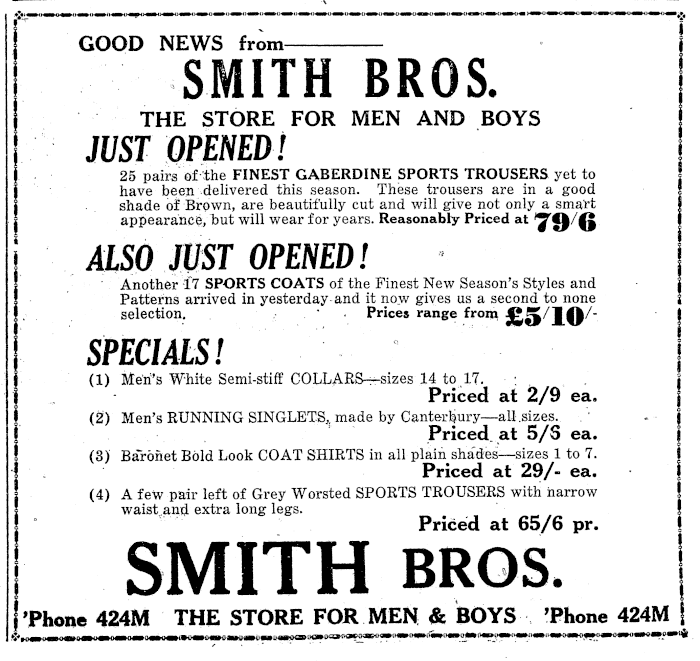 GOOD NEWS from
SMITH BROS.
THE STORE FOR MEN AND BOYS
JUST OPENED!
25 pairs of the FINEST GABERDINE SPORTS TROUSERS yet to
have been delivered this season. These trousers are in a good
shade of Brown, are beautifully cut and will give not only a smart
appearance, but will wear for years. Reasonably Priced at 79/6
ALSO JUST OPENED!
Another 17 SPORTS COATS of the Finest New Season's Styles and
Patterns arrived in yesterday and it now gives us a second to none
selection. Prices range from £5/10/-
SPECIALS!
(1) Men's White Semi-stiff COLLARS—sizes 14 to 17.
Priced at 2/9 ea.
(2) Men's RUNNING SINGLETS, made by Canterbury—all sizes.
Priced at ea.
(3) Baronet Bold Look COAT SHIRTS in all plain shades—sizes 1 to 7.
Priced at 29/- ea.
(4) A few pair left of Grey Worsted SPORTS TROUSERS with narrow
waist and extra long legs.
Priced at 65/6 pr.
SMITH BROS.
'Phone 424M THE STORE FOR MEN & BOYS 'Phone 424M